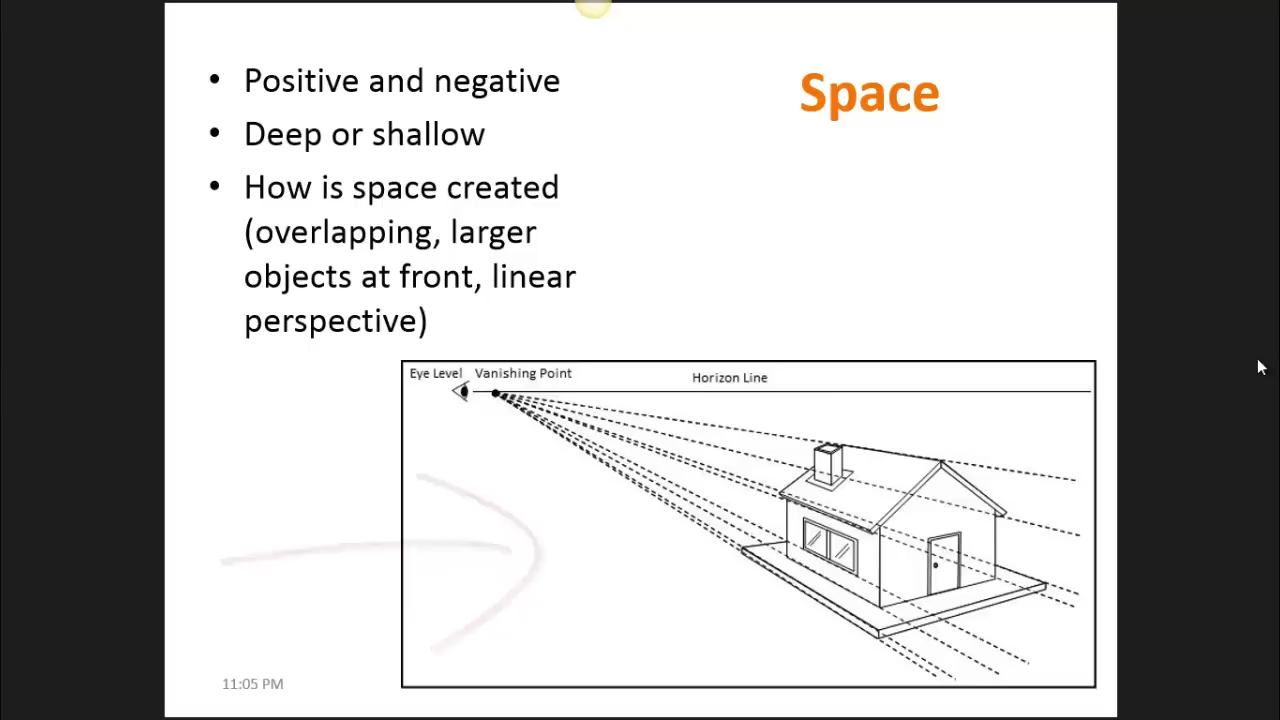 Space
• Positive and negative
• Deep or shallow
• How is space created
(overlapping, larger
objects at front, linear
perspective)
Eye Level Vanishing Point Horizon Line
11:05 PM